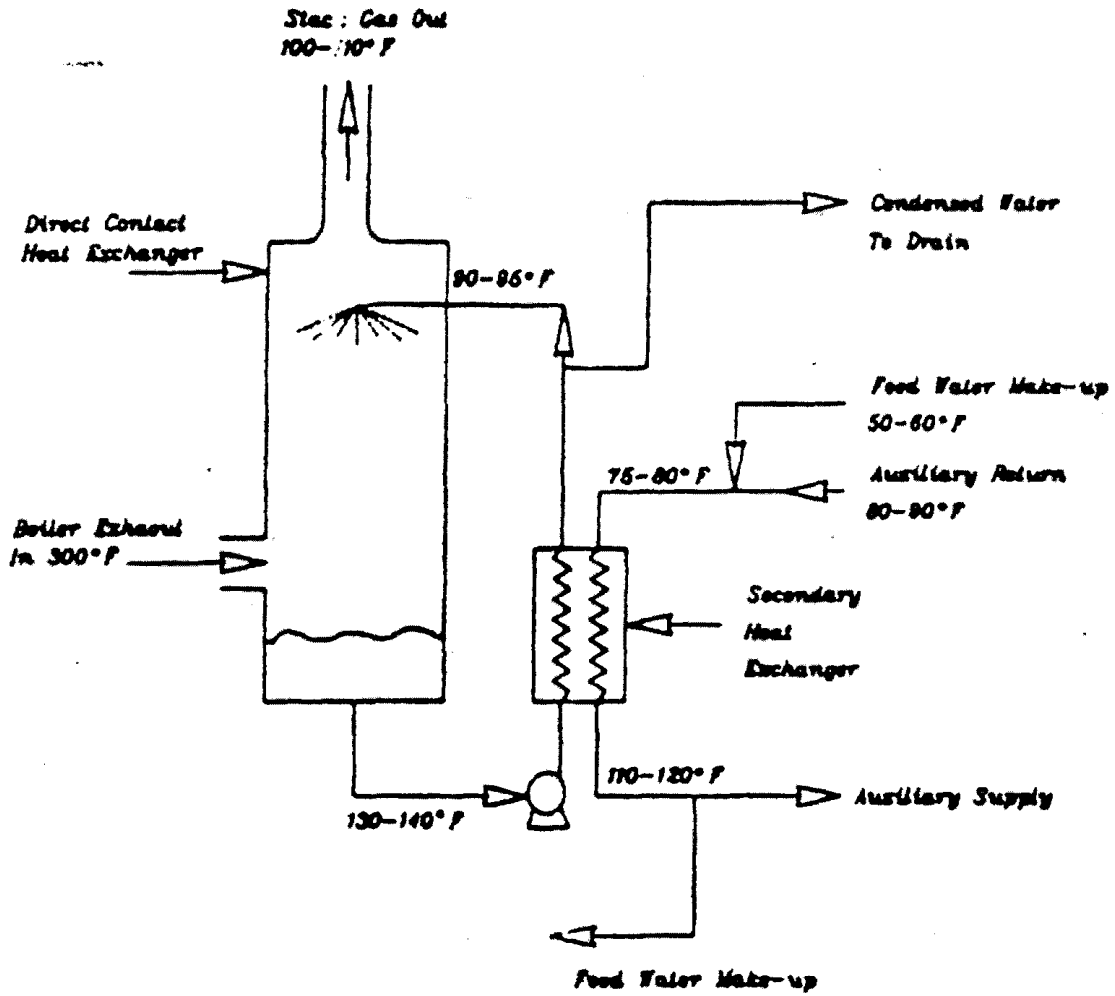 Stac : Gas Out
100-110° F
Direct Contact
Heat Exchanger
90-95° F
Condensed Water
To Drain
Feed Water Make-up
50-60° F
75-80° F
Auxiliary Return
80-90° F
Boiler Exhaust
In 300° F
Secondary
Heat
Exchanger
110-120° F
Auxiliary Supply
130-140° F
Feed Water Make-up